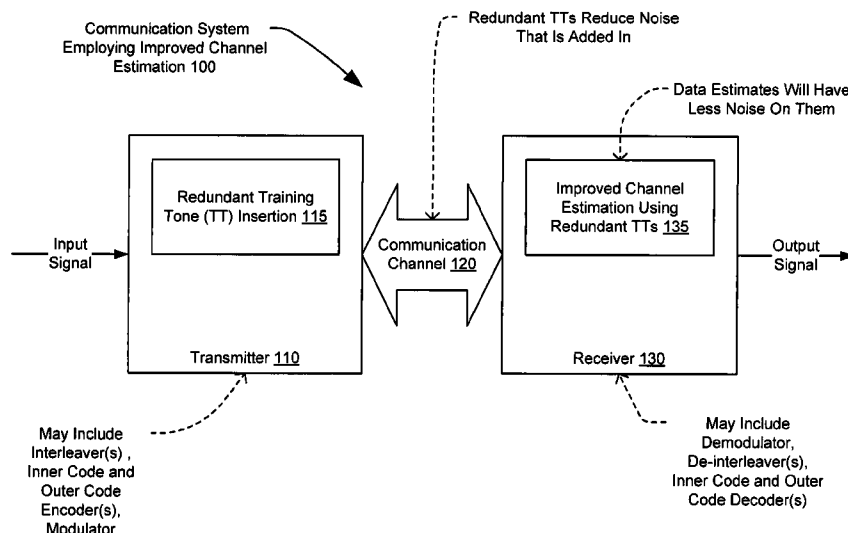 Communication System
Employing Improved Channel
Estimation 100
Redundant TTs Reduce Noise
That Is Added In
Data Estimates Will Have
Less Noise On Them
Redundant Training
Tone (TT) Insertion 115
Improved Channel
Estimation Using
Redundant TTs 135
Input
Signal
Communication
Channel 120
Output
Signal
Transmitter 110
Receiver 130
May Include
Interleaver(s) ,
Inner Code and
Outer Code
Encoder(s),
Modulator
May Include
Demodulator,
De-interleaver(s),
Inner Code and Outer
Code Decoder(s)